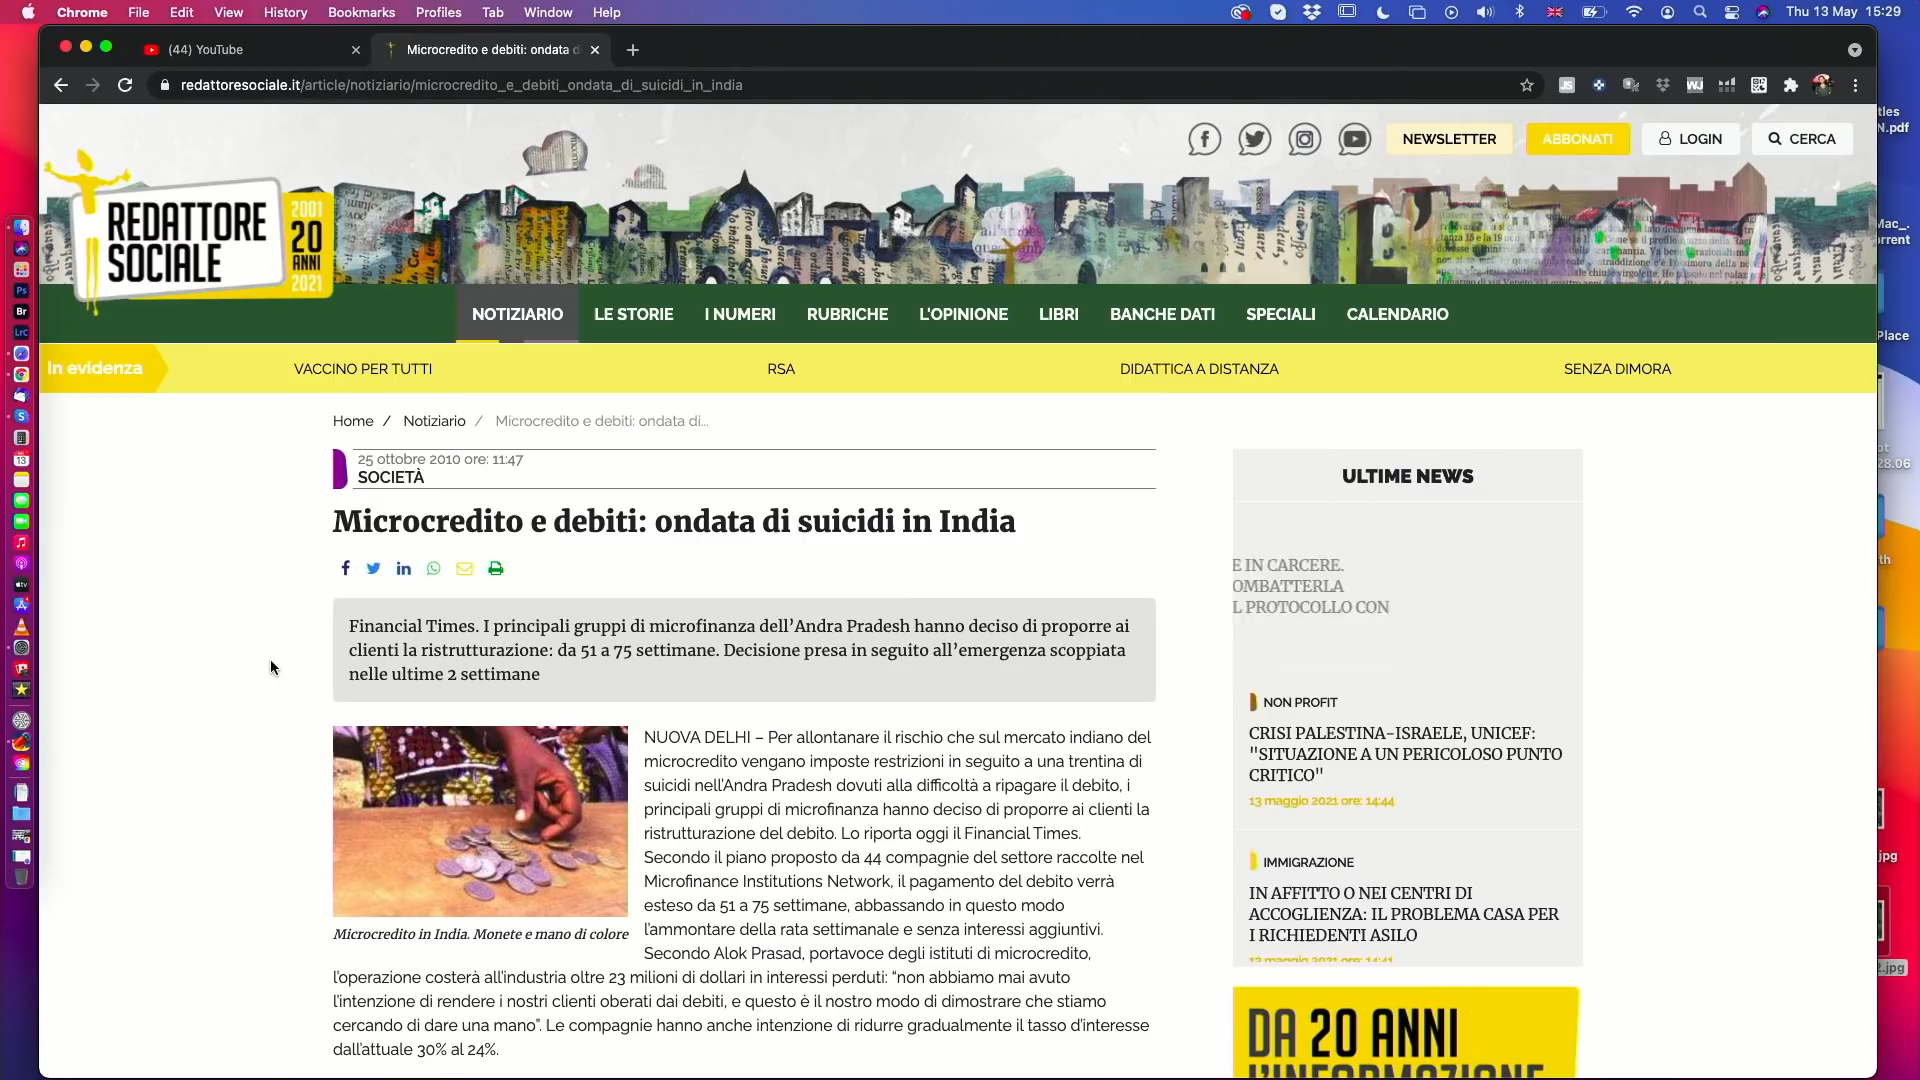 Chrome File Edit View History Bookmarks Profiles Tab Window Help
Thu 13 May 15:29
(44) YouTube
Microcredito e debiti: ondata d
redattoresociale.it/article/notiziario/microcredito_e_debiti_ondata_di_suicidi_in_india
NEWSLETTER
ABBONATI
LOGIN
CERCA
REDATTORE
SOCIALE
2001
20
ANNI
2021
NOTIZIARIO LE STORIE I NUMERI RUBRICHE L'OPINIONE LIBRI BANCHE DATI SPECIALI CALENDARIO
In evidenza VACCINO PER TUTTI RSA DIDATTICA A DISTANZA SENZA DIMORA
Home / Notiziario / Microcredito e debiti: ondata di...
25 ottobre 2010 ore: 11:47
SOCIETÀ
Microcredito e debiti: ondata di suicidi in India
Financial Times. I principali gruppi di microfinanza dell’Andra Pradesh hanno deciso di proporre ai
clienti la ristrutturazione: da 51 a 75 settimane. Decisione presa in seguito all’emergenza scoppiata
nelle ultime 2 settimane
NUOVA DELHI – Per allontanare il rischio che sul mercato indiano del
microcredito vengano imposte restrizioni in seguito a una trentina di
suicidi nell’Andra Pradesh dovuti alla difficoltà a ripagare il debito, i
principali gruppi di microfinanza hanno deciso di proporre ai clienti la
ristrutturazione del debito. Lo riporta oggi il Financial Times.
Secondo il piano proposto da 44 compagnie del settore raccolte nel
Microfinance Institutions Network, il pagamento del debito verrà
esteso da 51 a 75 settimane, abbassando in questo modo
l’ammontare della rata settimanale e senza interessi aggiuntivi.
Microcredito in India. Monete e mano di colore
Secondo Alok Prasad, portavoce degli istituti di microcredito,
l’operazione costerà all’industria oltre 23 milioni di dollari in interessi perduti: “non abbiamo mai avuto
l’intenzione di rendere i nostri clienti oberati dai debiti, e questo è il nostro modo di dimostrare che stiamo
cercando di dare una mano”. Le compagnie hanno anche intenzione di ridurre gradualmente il tasso d’interesse
dall’attuale 30% al 24%.
ULTIME NEWS
E IN CARCERE.
OMBATTERLA
L PROTOCOLLO CON
NON PROFIT
CRISI PALESTINA-ISRAELE, UNICEF:
"SITUAZIONE A UN PERICOLOSO PUNTO
CRITICO"
13 maggio 2021 ore: 14:44
IMMIGRAZIONE
IN AFFITTO O NEI CENTRI DI
ACCOGLIENZA: IL PROBLEMA CASA PER
I RICHIEDENTI ASILO
13 maggio 2021 ore: 14:41
DA 20 ANNI
L'INFORMAZIONE